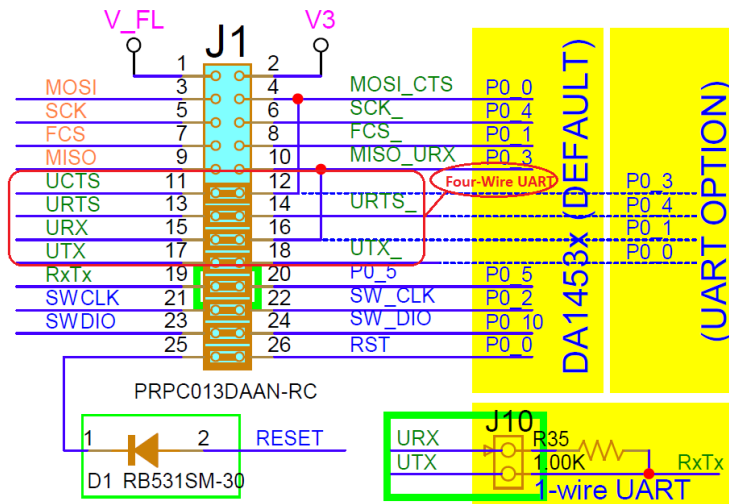 V_FL J1 V3
1 2
MOSI 3 4 MOSI_CTS P0_0
SCK 5 6 SCK_ P0_4
FCS 7 8 FCS_ P0_1
MISO 9 10 MISO_URX P0_3
UCTS 11 12 Four-Wire UART P0_3
URTS 13 14 URTS_ P0_4
URX 15 16 P0_1
UTX 17 18 UTX_ P0_0
RxTx 19 20 P0_5 P0_5
SWCLK 21 22 SW_CLK P0_2
SWDIO 23 24 SW_DIO P0_10
25 26 RST P0_0
DA1453x (DEFAULT)
(UART OPTION)
PRPC013DAAN-RC
1 2 RESET
D1 RB531SM-30
J10
URX R35
UTX 1.00K RxTx
1-wire UART